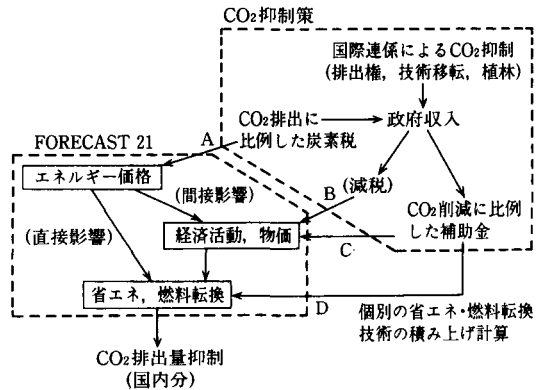 CO₂抑制策
国際連係によるCO₂抑制
(排出権, 技術移転, 植林)
CO₂排出に
比例した炭素税
政府収入
FORECAST 21
A
エネルギー価格
(間接影響)
B
(減税)
CO₂削減に比例
した補助金
(直接影響)
経済活動, 物価
C
省エネ, 燃料転換
D
個別の省エネ・燃料転換
技術の積み上げ計算
CO₂排出量抑制
(国内分)